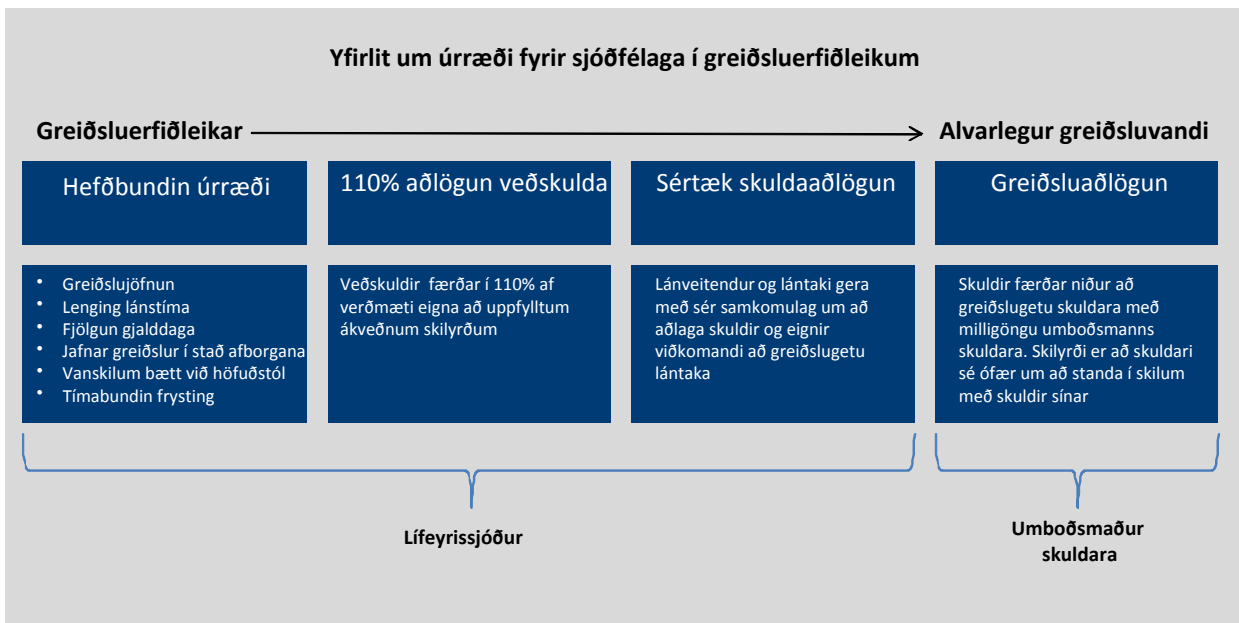 Yfirlit um úrræði fyrir sjóðfélaga í greiðsluerfiðleikum
Greiðsluerfiðleikar
Alvarlegur greiðsluvandi
Hefðbundin úrræði
110% aðlögun veðskulda
Sértæk skuldaaðlögun
Greiðsluaðlögun
• Greiðslujöfnun
• Lenging lánstíma
• Fjölgun gjalddaga
• Jafnar greiðslur í stað afborgana
• Vanskilum bætt við höfuðstól
• Tímabundin frysting
Veðskuldir færðar í 110% af
verðmæti eigna að uppfylltum
ákveðnum skilyrðum
Lánveitendur og lántaki gera
með sér samkomulag um að
aðlaga skuldir og eignir
viðkomandi að greiðslugetu
lántaka
Skuldir færðar niður að
greiðslugetu skuldara með
milligöngu umboðsmanns
skuldara. Skilyrði er að skuldari
sé ófær um að standa í skilum
með skuldir sínar
Lífeyrissjóður
Umboðsmaður
skuldara